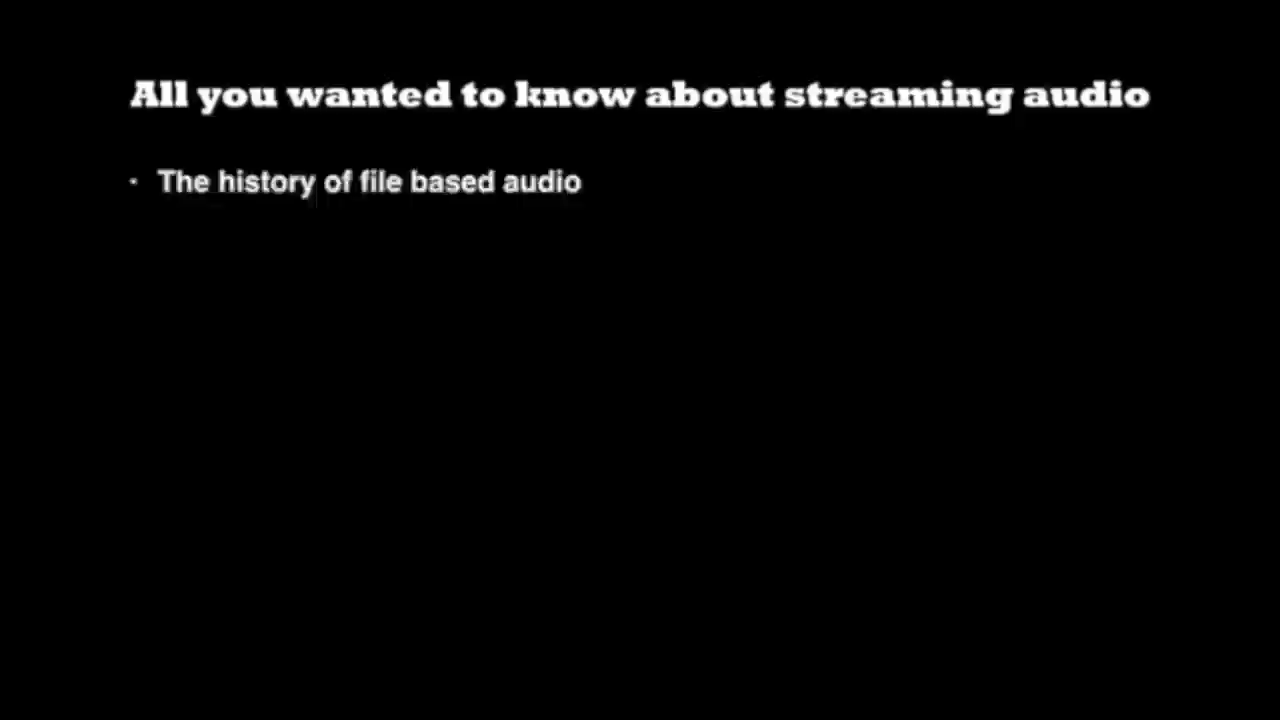 All you wanted to know about streaming audio
· The history of file based audio